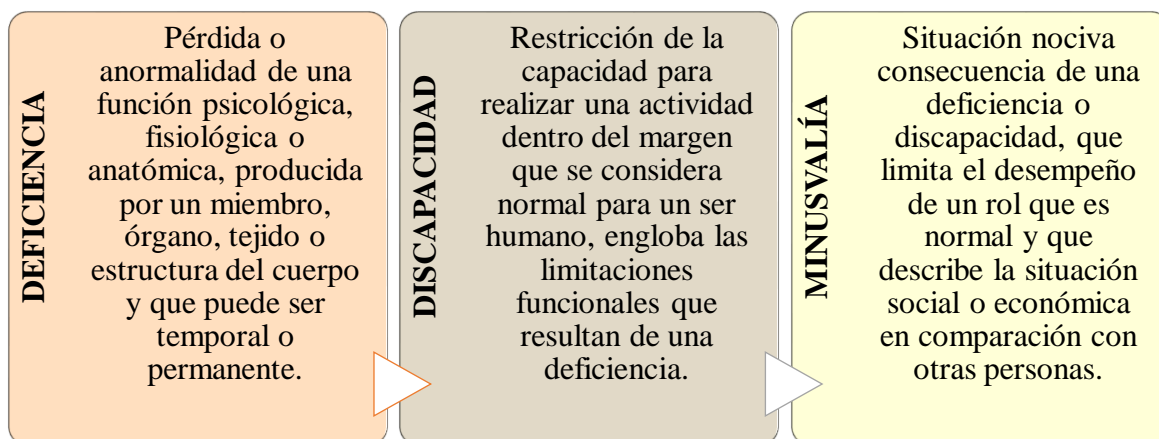 DEFICIENCIA
Pérdida o
anormalidad de una
función psicológica,
fisiológica o
anatómica, producida
por un miembro,
órgano, tejido o
estructura del cuerpo
y que puede ser
temporal o
permanente.
DISCAPACIDAD
Restricción de la
capacidad para
realizar una actividad
dentro del margen
que se considera
normal para un ser
humano, engloba las
limitaciones
funcionales que
resultan de una
deficiencia.
MINUSVALÍA
Situación nociva
consecuencia de una
deficiencia o
discapacidad, que
limita el desempeño
de un rol que es
normal y que
describe la situación
social o económica
en comparación con
otras personas.